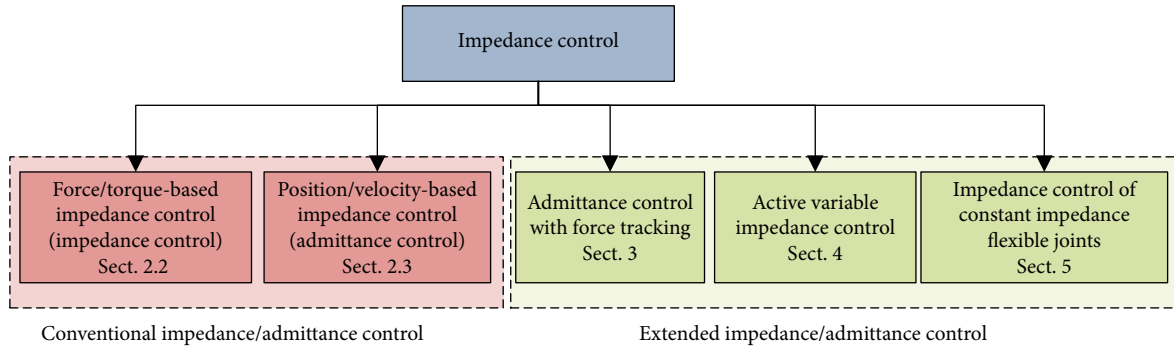 Impedance control
Force/torque-based
impedance control
(impedance control)
Sect. 2.2
Position/velocity-based
impedance control
(admittance control)
Sect. 2.3
Admittance control
with force tracking
Sect. 3
Active variable
impedance control
Sect. 4
Impedance control of
constant impedance
flexible joints
Sect. 5
Conventional impedance/admittance control
Extended impedance/admittance control